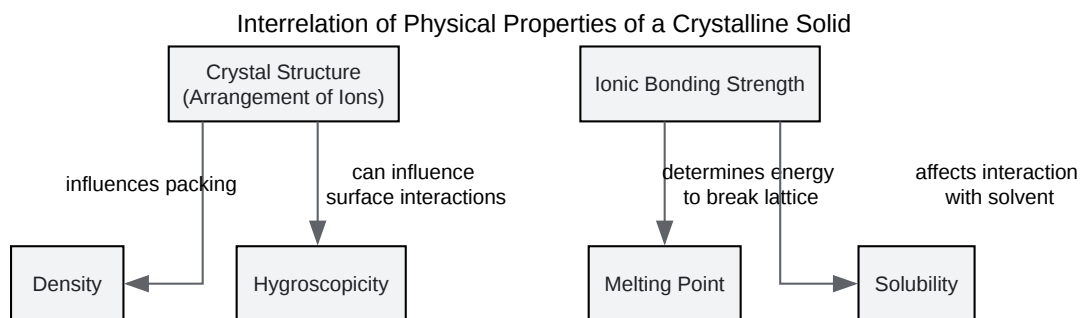 Interrelation of Physical Properties of a Crystalline Solid
Crystal Structure
(Arrangement of Ions)
Ionic Bonding Strength
influences packing
can influence
surface interactions
determines energy
to break lattice
affects interaction
with solvent
Density
Hygroscopicity
Melting Point
Solubility